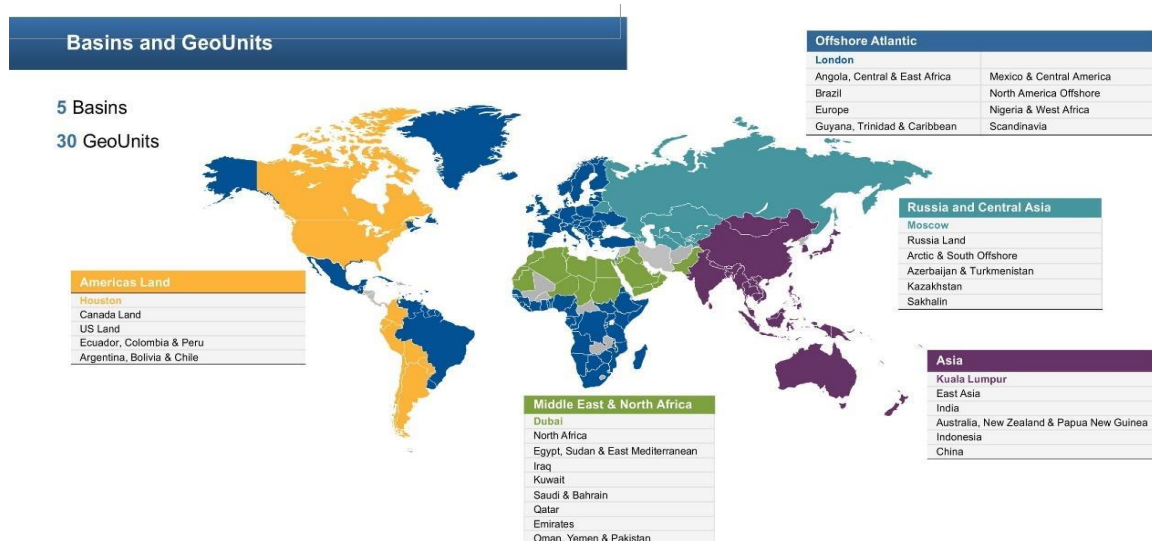 Basins and GeoUnits
5 Basins
30 GeoUnits
Offshore Atlantic
London
Angola, Central & East Africa
Mexico & Central America
Brazil
North America Offshore
Europe
Nigeria & West Africa
Guyana, Trinidad & Caribbean
Scandinavia
Russia and Central Asia
Moscow
Russia Land
Arctic & South Offshore
Azerbaijan & Turkmenistan
Kazakhstan
Sakhalin
Americas Land
Houston
Canada Land
US Land
Ecuador, Colombia & Peru
Argentina, Bolivia & Chile
Asia
Kuala Lumpur
East Asia
India
Australia, New Zealand & Papua New Guinea
Indonesia
China
Middle East & North Africa
Dubai
North Africa
Egypt, Sudan & East Mediterranean
Iraq
Kuwait
Saudi & Bahrain
Qatar
Emirates
Oman, Yemen & Pakistan